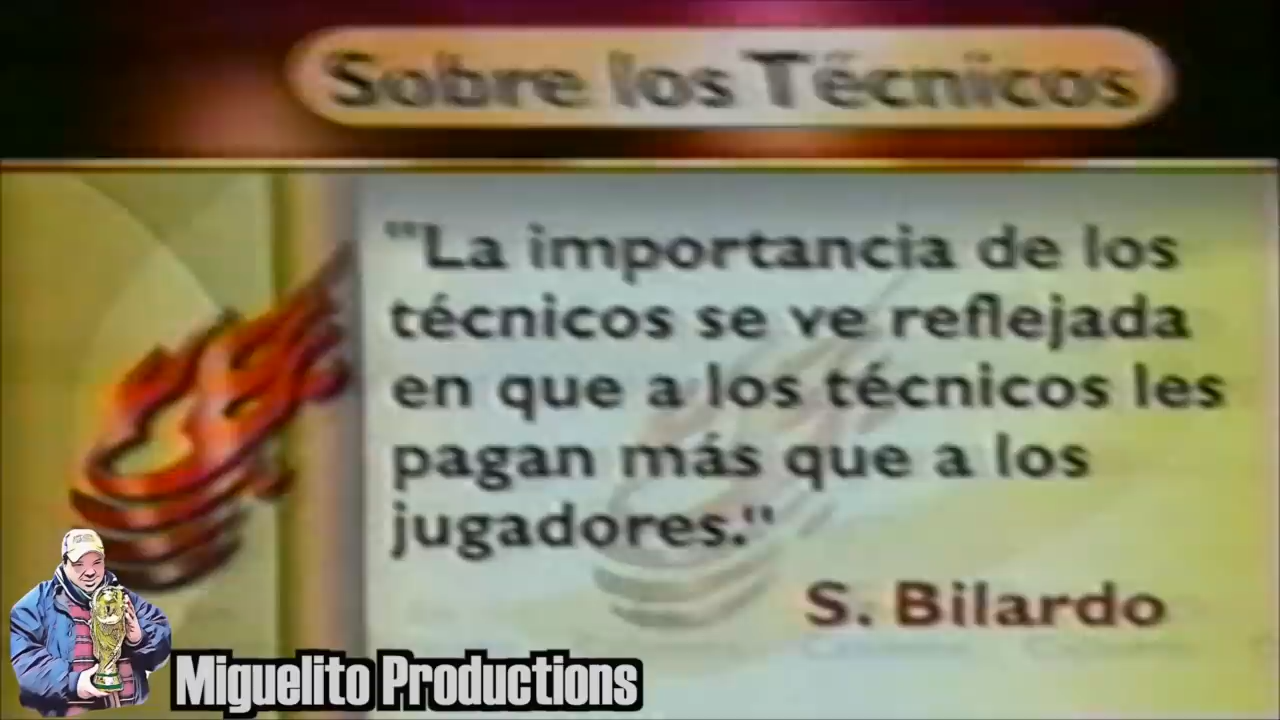 Sobre los Técnicos
"La importancia de los
técnicos se ve reflejada
en que a los técnicos les
pagan más que a los
jugadores."
S. Bilardo
Miguelito Productions